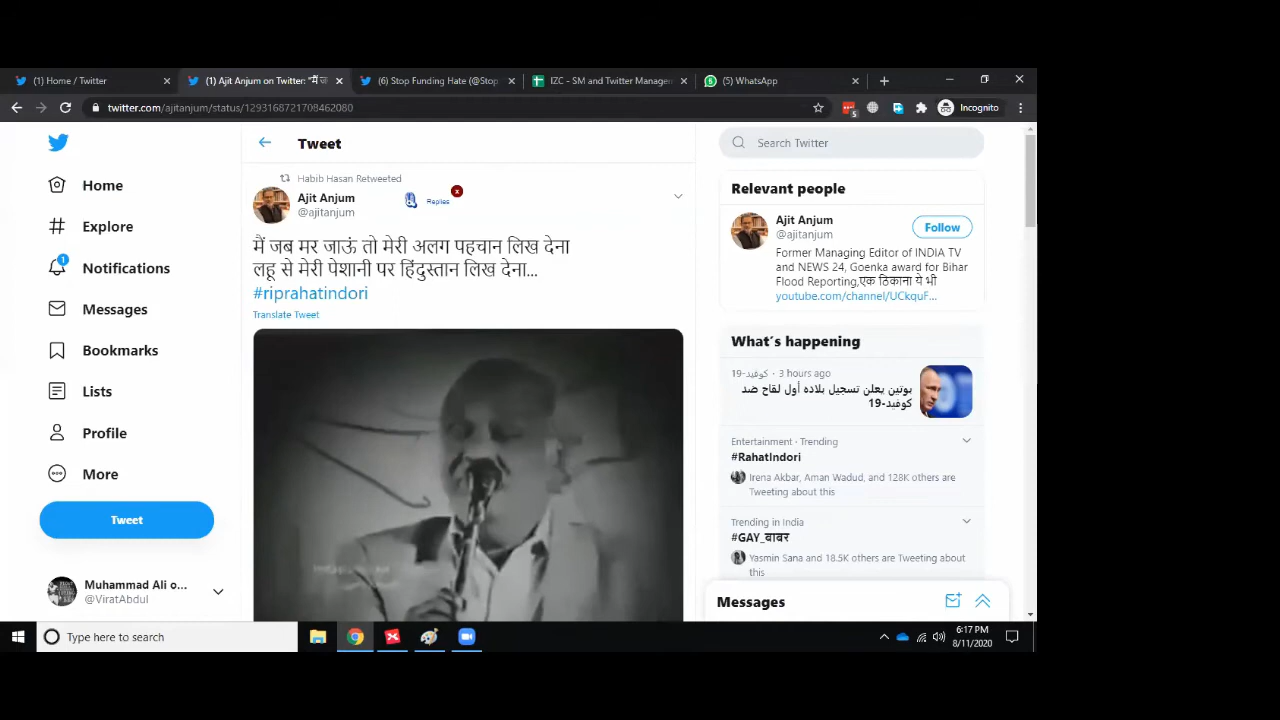 (1) Home / Twitter
(1) Ajit Anjum on Twitter: "मैं ज
(6) Stop Funding Hate (@Stop
IZC - SM and Twitter Managem
(5) WhatsApp
twitter.com/ajitanjum/status/1293168721708462080
5
Incognito
Home
Explore
1
Notifications
Messages
Bookmarks
Lists
Profile
More
Tweet
Muhammad Ali o...
@ViratAbdul
Tweet
Habib Hasan Retweeted
Ajit Anjum
@ajitanjum
Replies
x
मैं जब मर जाऊं तो मेरी अलग पहचान लिख देना
लहू से मेरी पेशानी पर हिंदुस्तान लिख देना...
#riprahatindori
Translate Tweet
Search Twitter
Relevant people
Ajit Anjum
@ajitanjum
Follow
Former Managing Editor of INDIA TV
and NEWS 24, Goenka award for Bihar
Flood Reporting,एक ठिकाना ये भी
youtube.com/channel/UCkquF...
What's happening
كوفيد-19 · 3 hours ago
بوتين يعلن تسجيل بلاده أول لقاح ضد
كوفيد-19
Entertainment · Trending
#RahatIndori
Irena Akbar, Aman Wadud, and 128K others are
Tweeting about this
Trending in India
#GAY_बाबर
Yasmin Sana and 18.5K others are Tweeting about
this
Messages
Type here to search
6:17 PM
8/11/2020